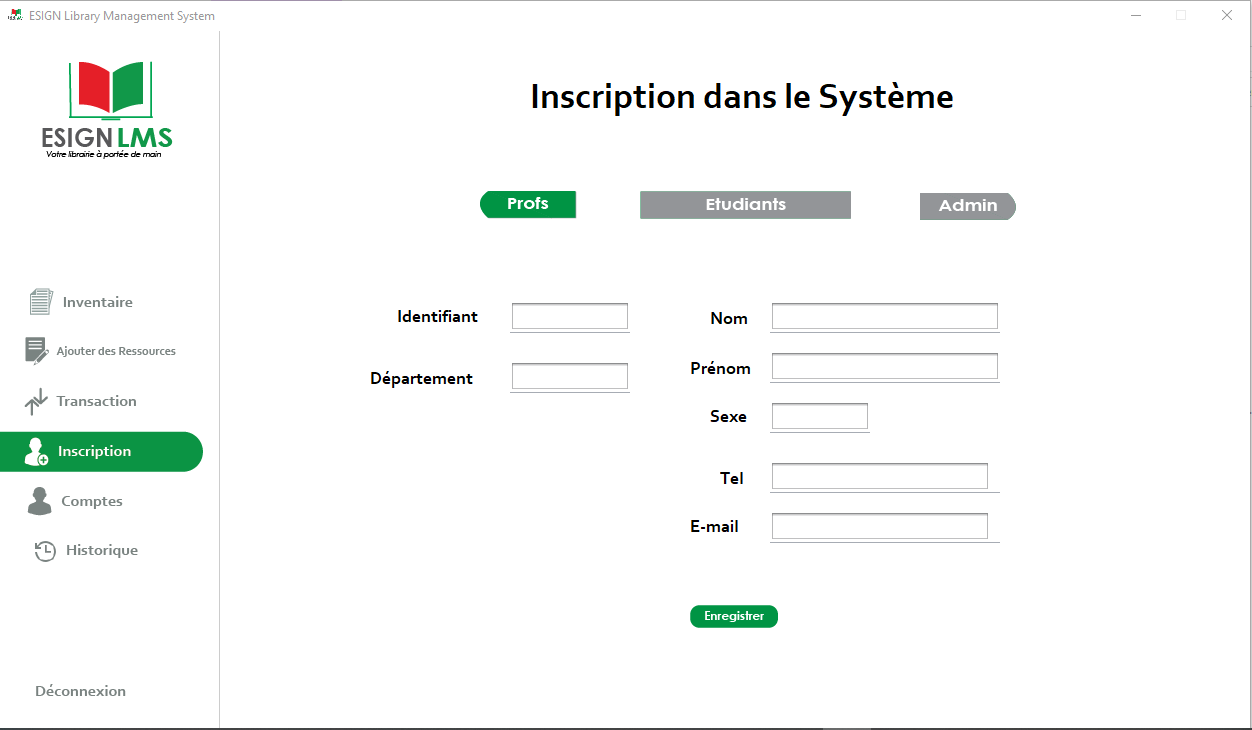 ESIGN Library Management System
ESIGN LMS
Votre librairie à portée de main
Inventaire
Ajouter des Ressources
Transaction
Inscription
Comptes
Historique
Déconnexion
Inscription dans le Système
Profs
Etudiants
Admin
Identifiant
Département
Nom
Prénom
Sexe
Tel
E-mail
Enregistrer